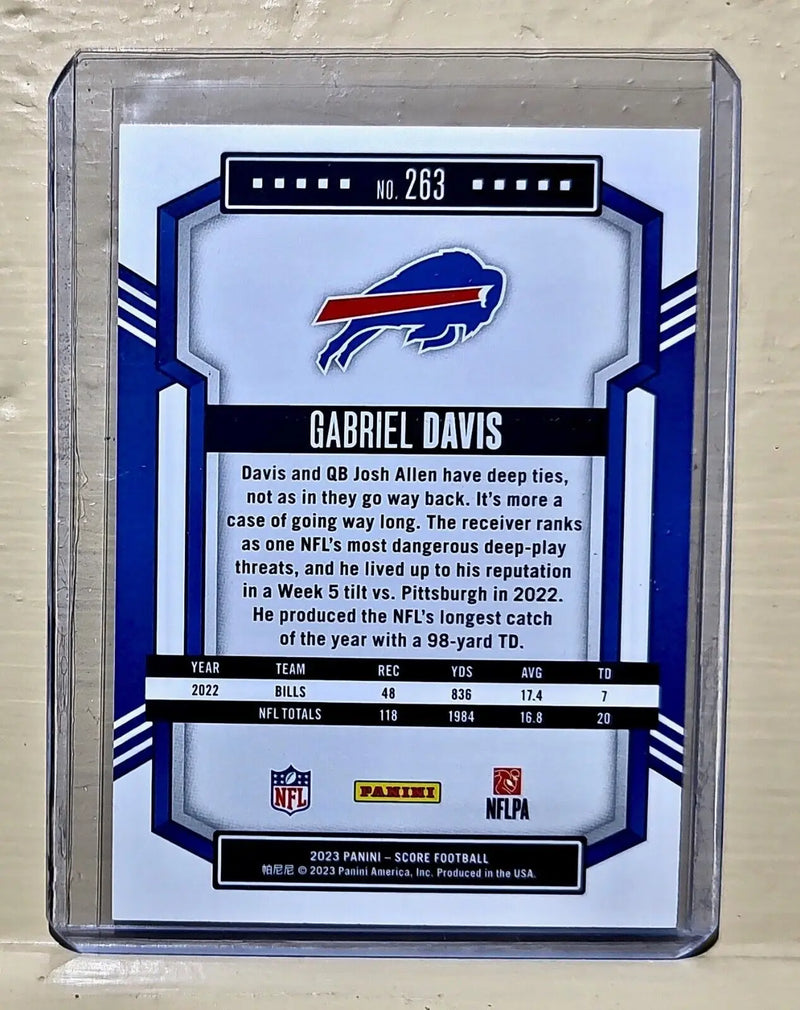 NO. 263
GABRIEL DAVIS
Davis and QB Josh Allen have deep ties,
not as in they go way back. It's more a
case of going way long. The receiver ranks
as one NFL's most dangerous deep-play
threats, and he lived up to his reputation
in a Week 5 tilt vs. Pittsburgh in 2022.
He produced the NFL's longest catch
of the year with a 98-yard TD.
YEAR TEAM REC YDS AVG TD
2022 BILLS 48 836 17.4 7
NFL TOTALS 118 1984 16.8 20
NFL PANINI NFLPA
2023 PANINI – SCORE FOOTBALL
帕尼尼 © 2023 Panini America, Inc. Produced in the USA.